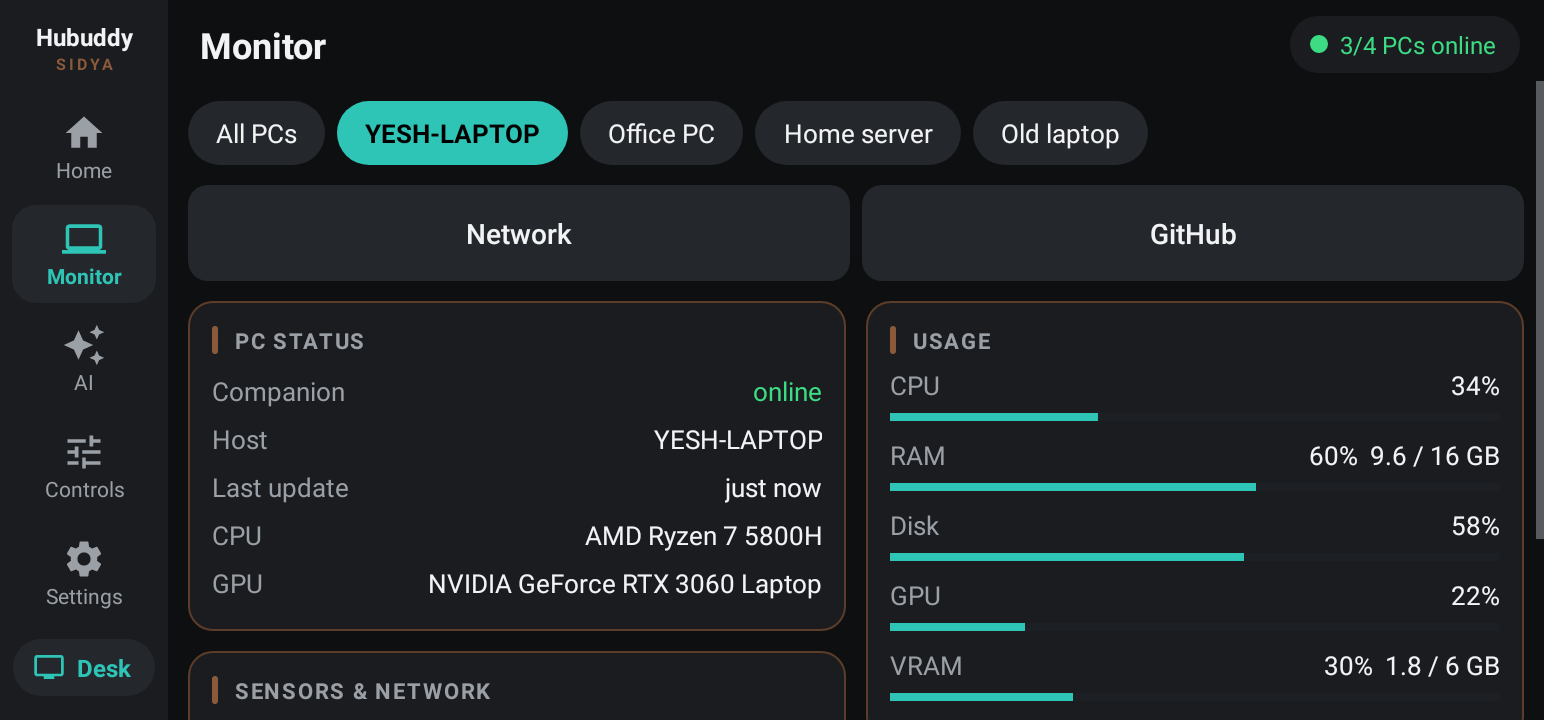 Hubuddy
SIDYA
Home
Monitor
AI
Controls
Settings
Desk
Monitor
3/4 PCs online
All PCs
YESH-LAPTOP
Office PC
Home server
Old laptop
Network
GitHub
PC STATUS
Companion online
Host YESH-LAPTOP
Last update just now
CPU AMD Ryzen 7 5800H
GPU NVIDIA GeForce RTX 3060 Laptop
SENSORS & NETWORK
USAGE
CPU 34%
RAM 60% 9.6 / 16 GB
Disk 58%
GPU 22%
VRAM 30% 1.8 / 6 GB